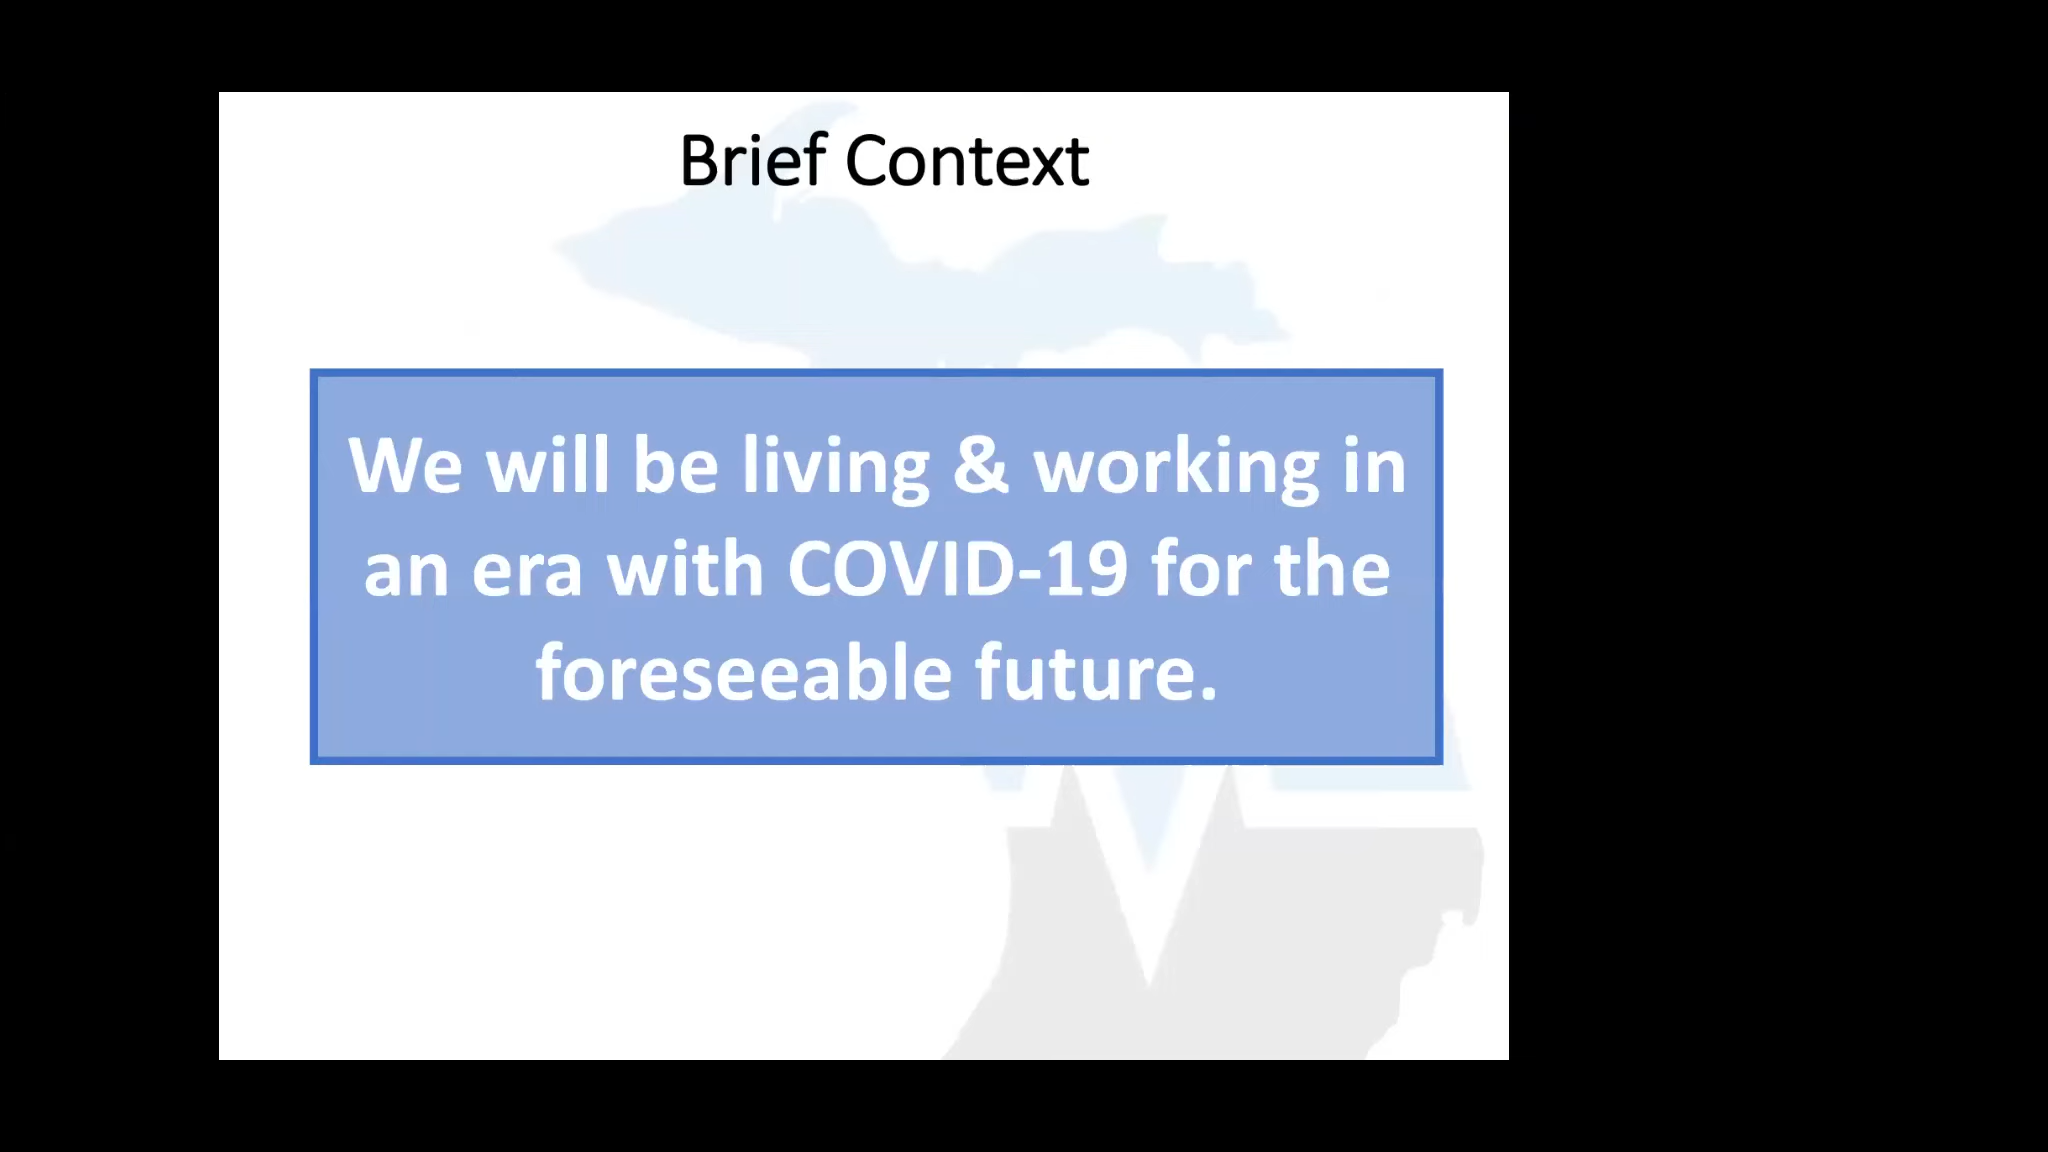 Brief Context
We will be living & working in
an era with COVID-19 for the
foreseeable future.